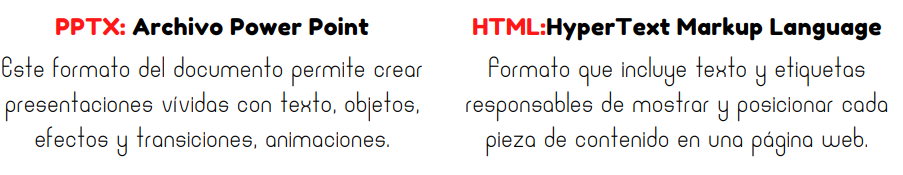 PPTX: Archivo Power Point
Este formato del documento permite crear
presentaciones vívidas con texto, objetos,
efectos y transiciones, animaciones.
HTML:HyperText Markup Language
Formato que incluye texto y etiquetas
responsables de mostrar y posicionar cada
pieza de contenido en una página web.